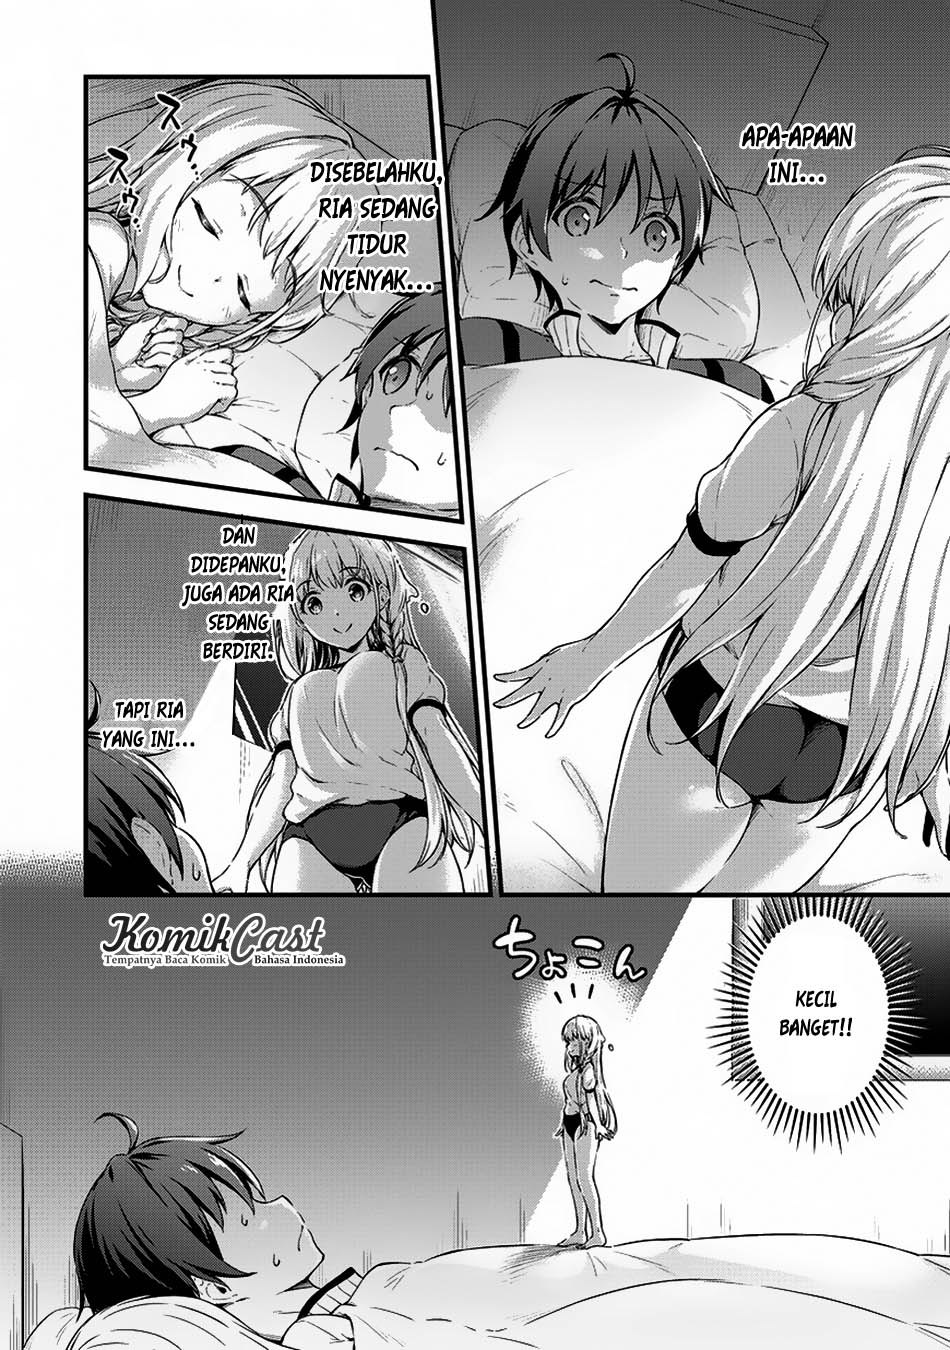 APA-APAAN
INI...
DISEBELAHKU,
RIA SEDANG
TIDUR
NYENYAK...
スゥ...
スゥ...
DAN
DIDEPANKU,
JUGA ADA RIA
SEDANG
BERDIRI.
TAPI RIA
YANG INI...
KomikCast
Tempatnya Baca Komik Bahasa Indonesia
ちょこん
KECIL
BANGET!!